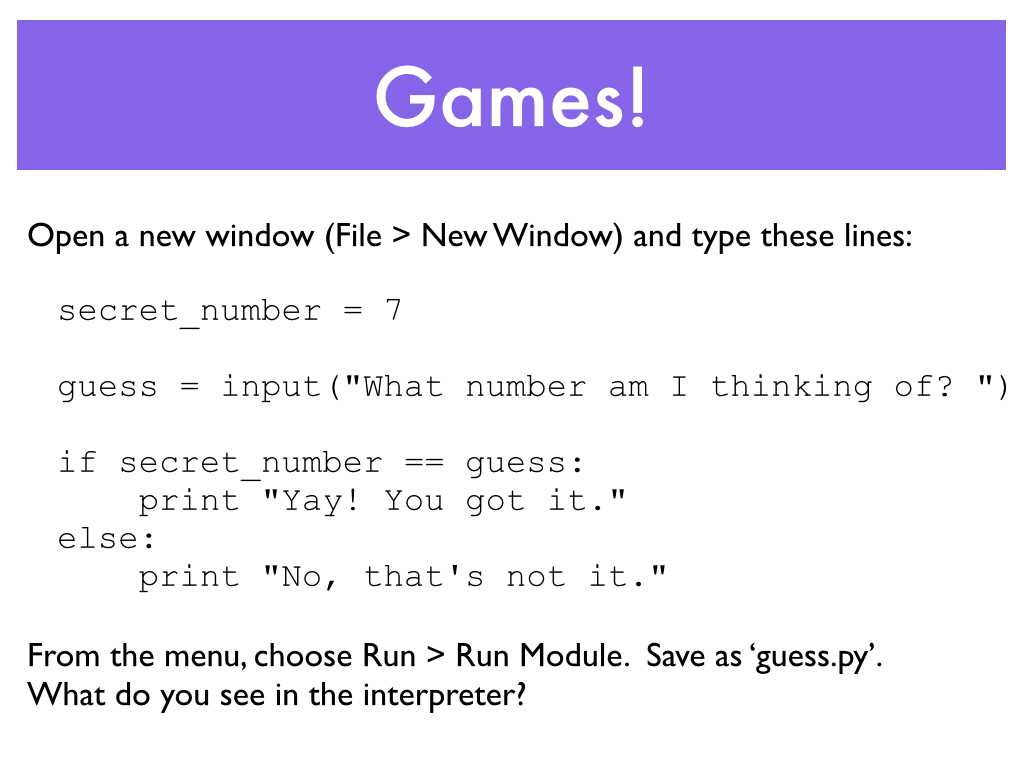 Games!
Open a new window (File > New Window) and type these lines:
secret_number = 7
guess = input("What number am I thinking of? ")
if secret_number == guess:
    print "Yay! You got it."
else:
    print "No, that's not it."
From the menu, choose Run > Run Module.  Save as ‘guess.py’.
What do you see in the interpreter?